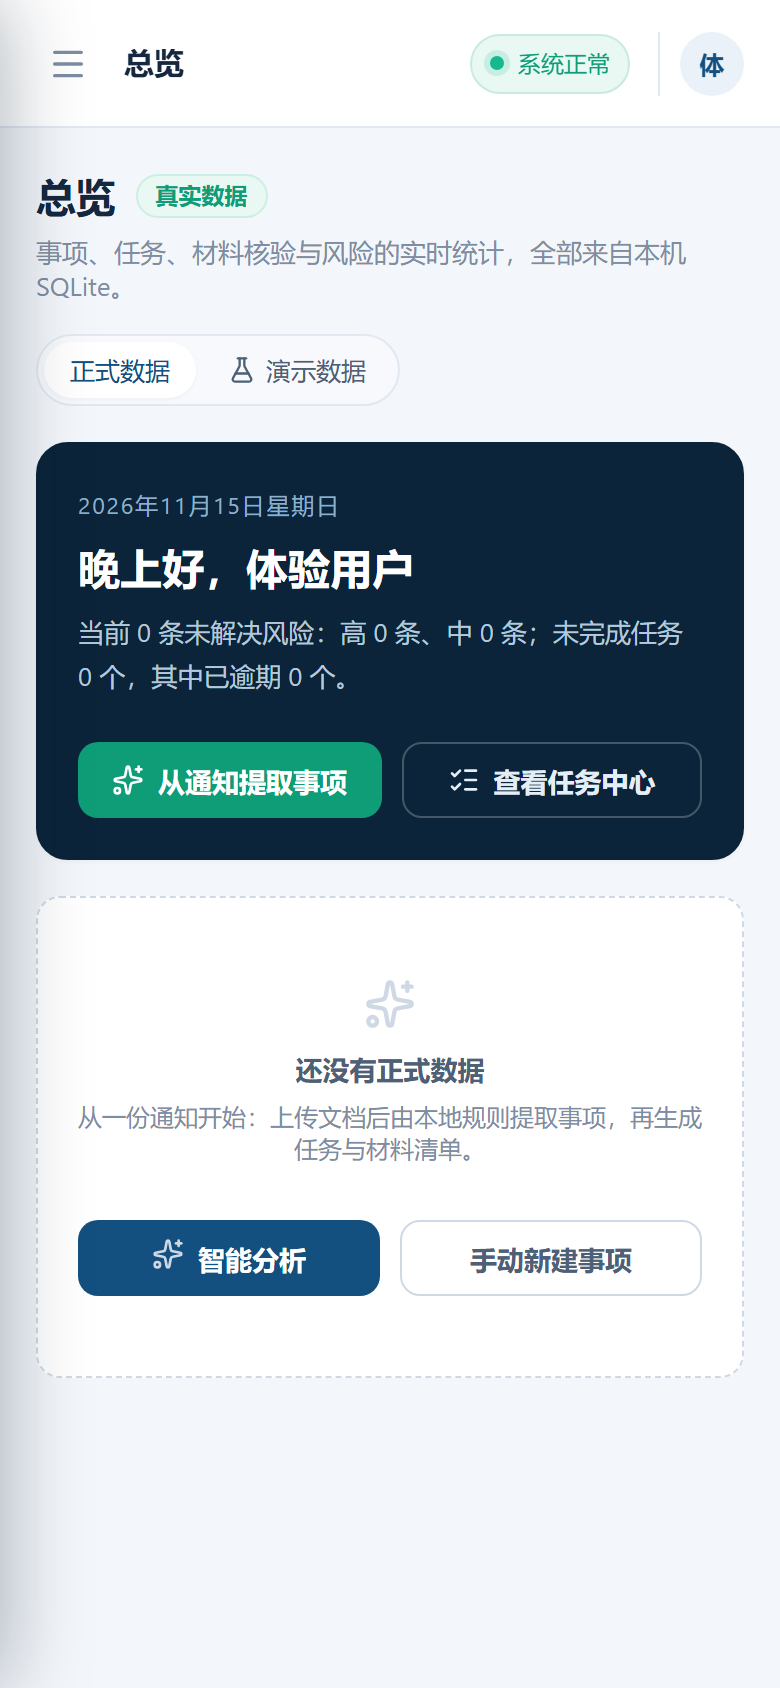 总览
系统正常
体
总览
真实数据
事项、任务、材料核验与风险的实时统计，全部来自本机
SQLite。
正式数据
演示数据
2026年11月15日星期日
晚上好，体验用户
当前 0 条未解决风险：高 0 条、中 0 条；未完成任务
0 个，其中已逾期 0 个。
从通知提取事项
查看任务中心
还没有正式数据
从一份通知开始：上传文档后由本地规则提取事项，再生成
任务与材料清单。
智能分析
手动新建事项